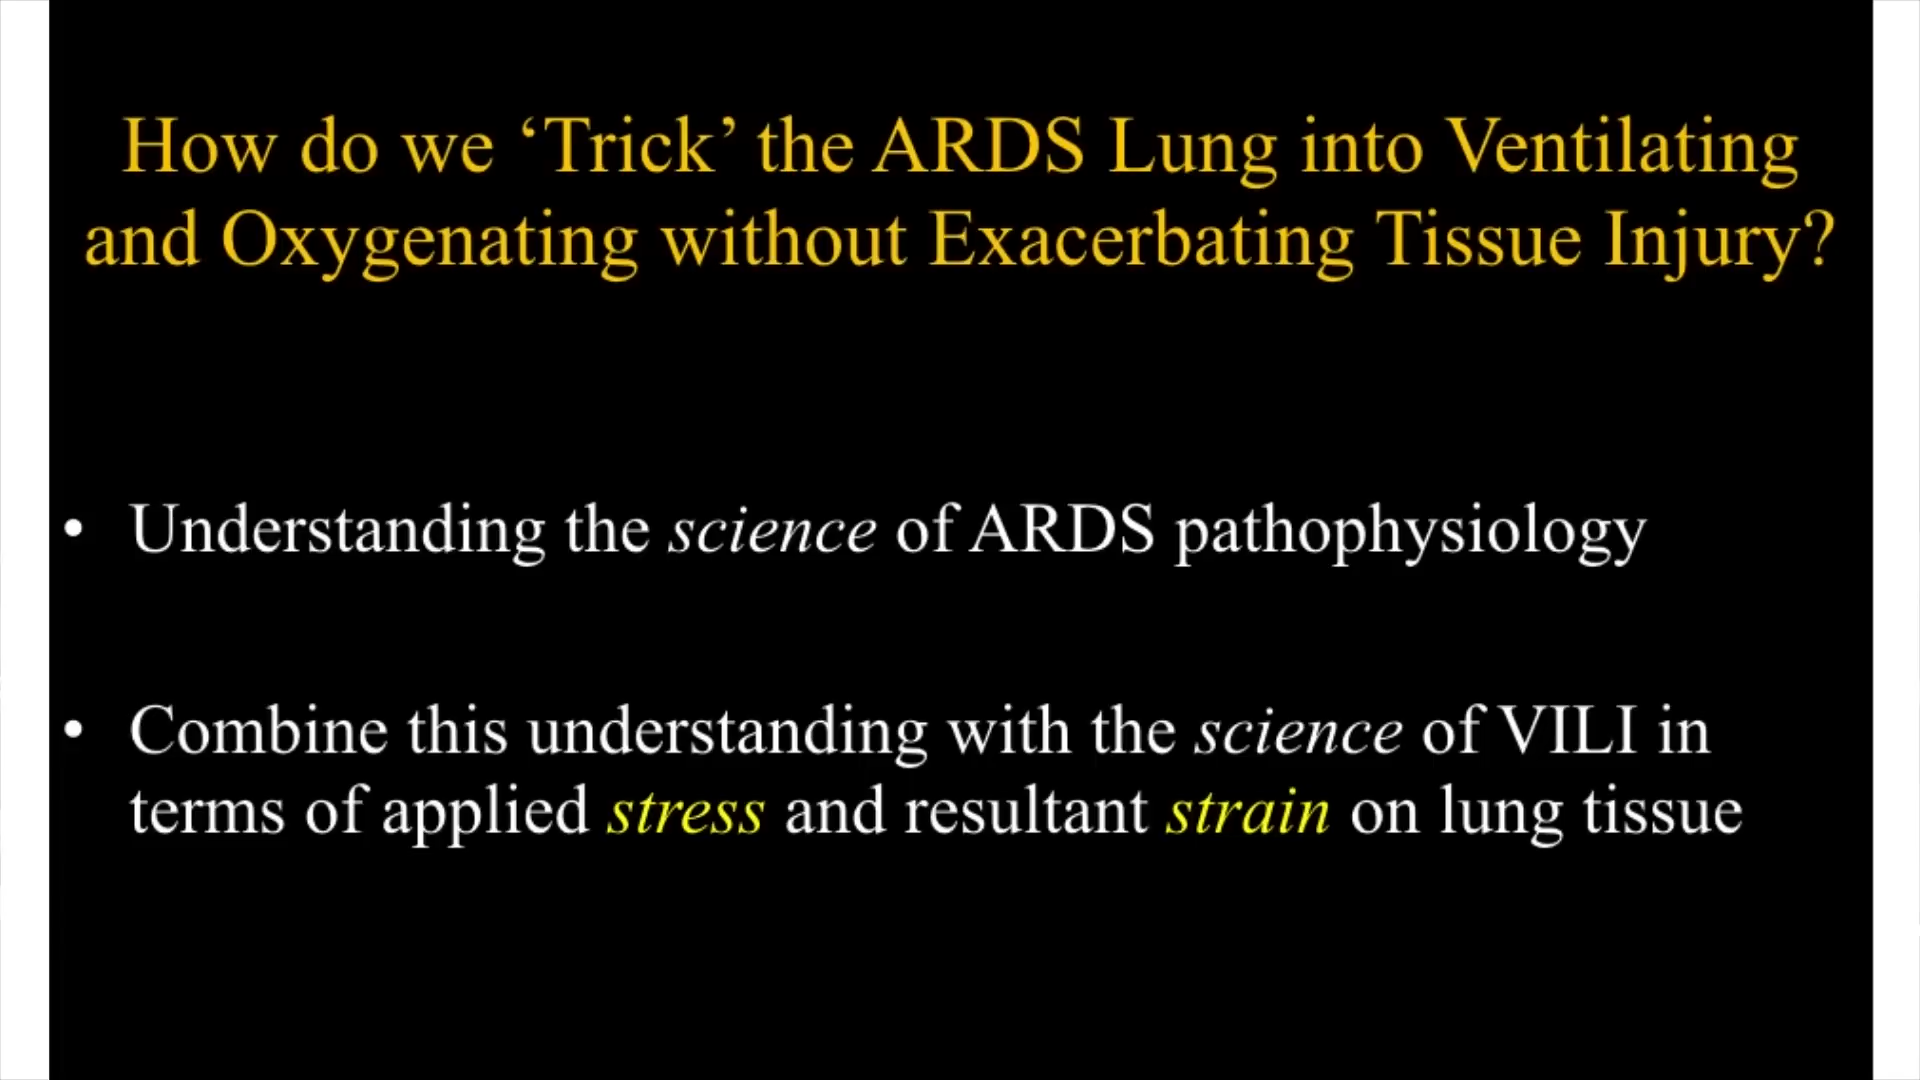 How do we ‘Trick’ the ARDS Lung into Ventilating
and Oxygenating without Exacerbating Tissue Injury?
• Understanding the science of ARDS pathophysiology
• Combine this understanding with the science of VILI in
terms of applied stress and resultant strain on lung tissue